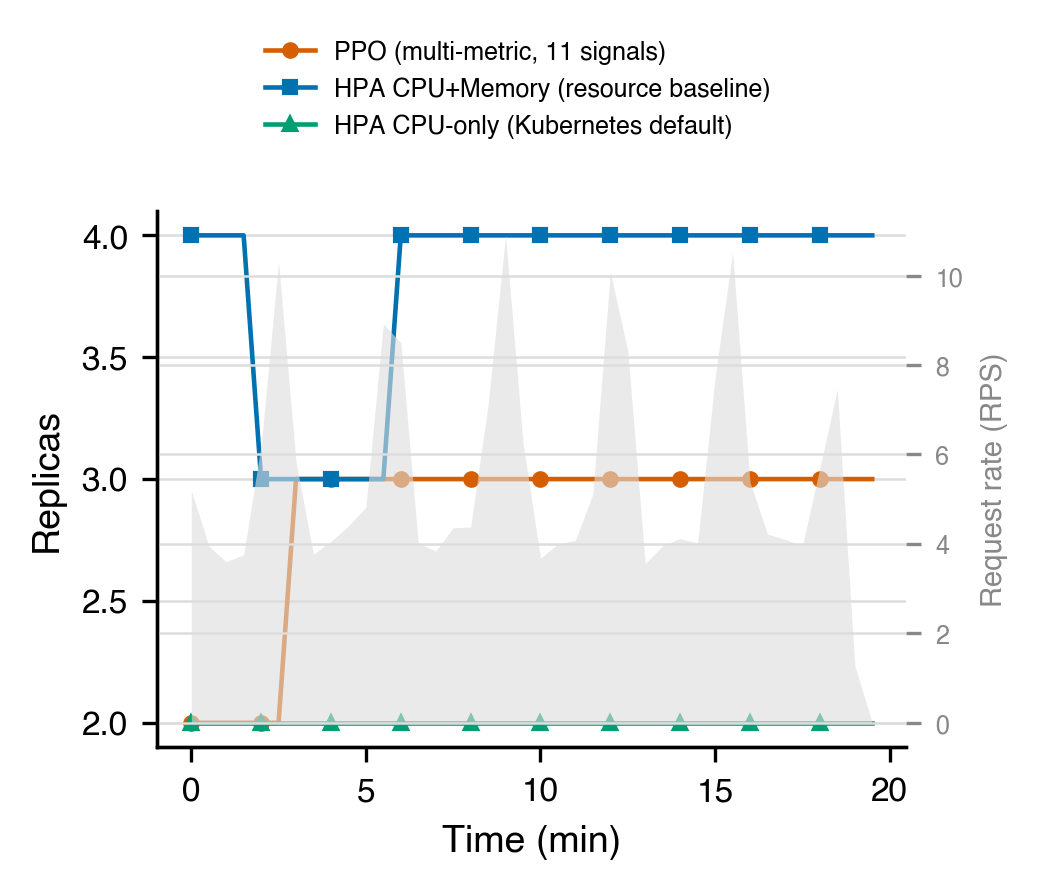 PPO (multi-metric, 11 signals)
HPA CPU+Memory (resource baseline)
HPA CPU-only (Kubernetes default)
4.0
3.5
3.0
2.5
2.0
Replicas
10
8
6
4
2
0
Request rate (RPS)
0 5 10 15 20
Time (min)